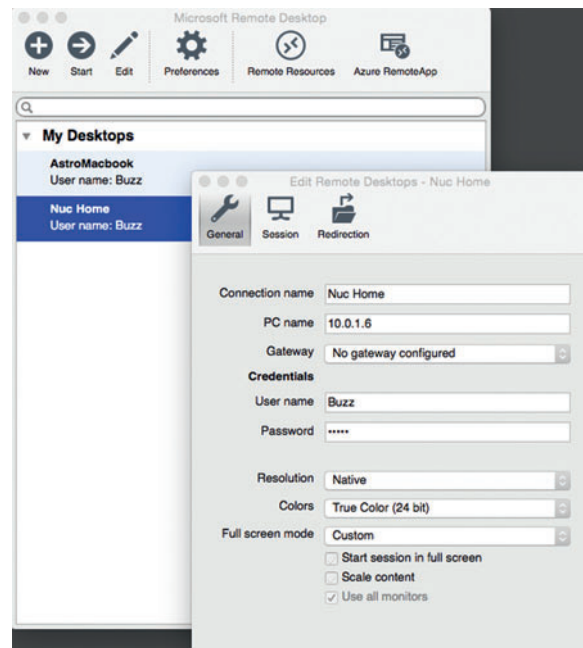 Microsoft Remote Desktop
New Start Edit Preferences Remote Resources Azure RemoteApp
My Desktops
AstroMacbook
User name: Buzz
Nuc Home
User name: Buzz
Edit Remote Desktops - Nuc Home
General Session Redirection
Connection name Nuc Home
PC name 10.0.1.6
Gateway No gateway configured
Credentials
User name Buzz
Password •••••
Resolution Native
Colors True Color (24 bit)
Full screen mode Custom
Start session in full screen
Scale content
Use all monitors